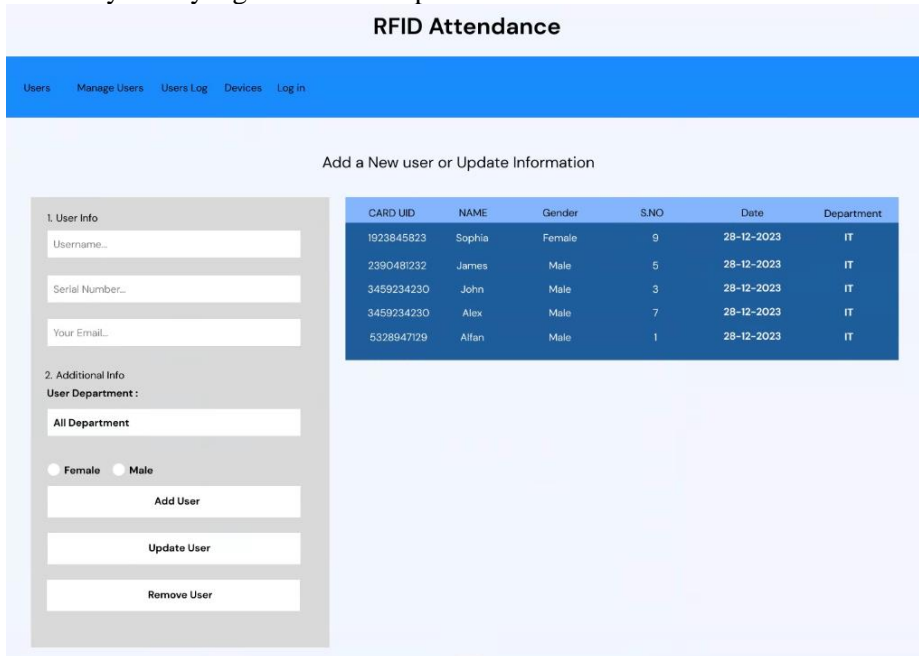 RFID Attendance
Users Manage Users Users Log Devices Log in
Add a New user or Update Information
1. User Info
Username...
Serial Number...
Your Email...
2. Additional Info
User Department :
All Department
Female Male
Add User
Update User
Remove User
CARD UID NAME Gender S.NO Date Department
1923845823 Sophia Female 9 28-12-2023 IT
2390481232 James Male 5 28-12-2023 IT
3459234230 John Male 3 28-12-2023 IT
3459234230 Alex Male 7 28-12-2023 IT
5328947129 Alfan Male 1 28-12-2023 IT